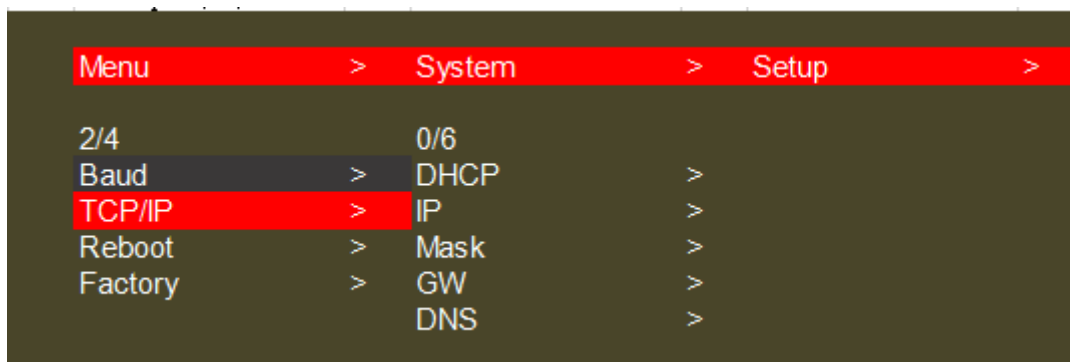 Menu > System > Setup >
2/4 0/6
Baud > DHCP >
TCP/IP > IP >
Reboot > Mask >
Factory > GW >
DNS >